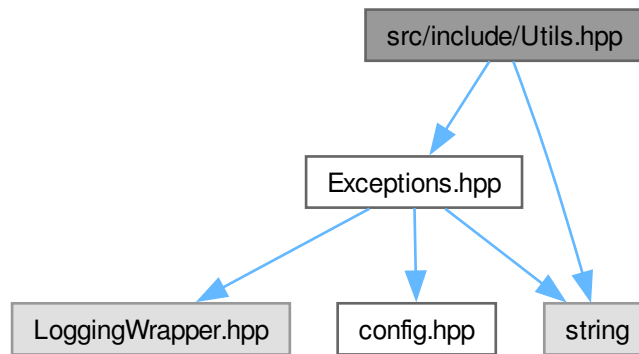 src/include/Utils.hpp
Exceptions.hpp
LoggingWrapper.hpp
config.hpp
string